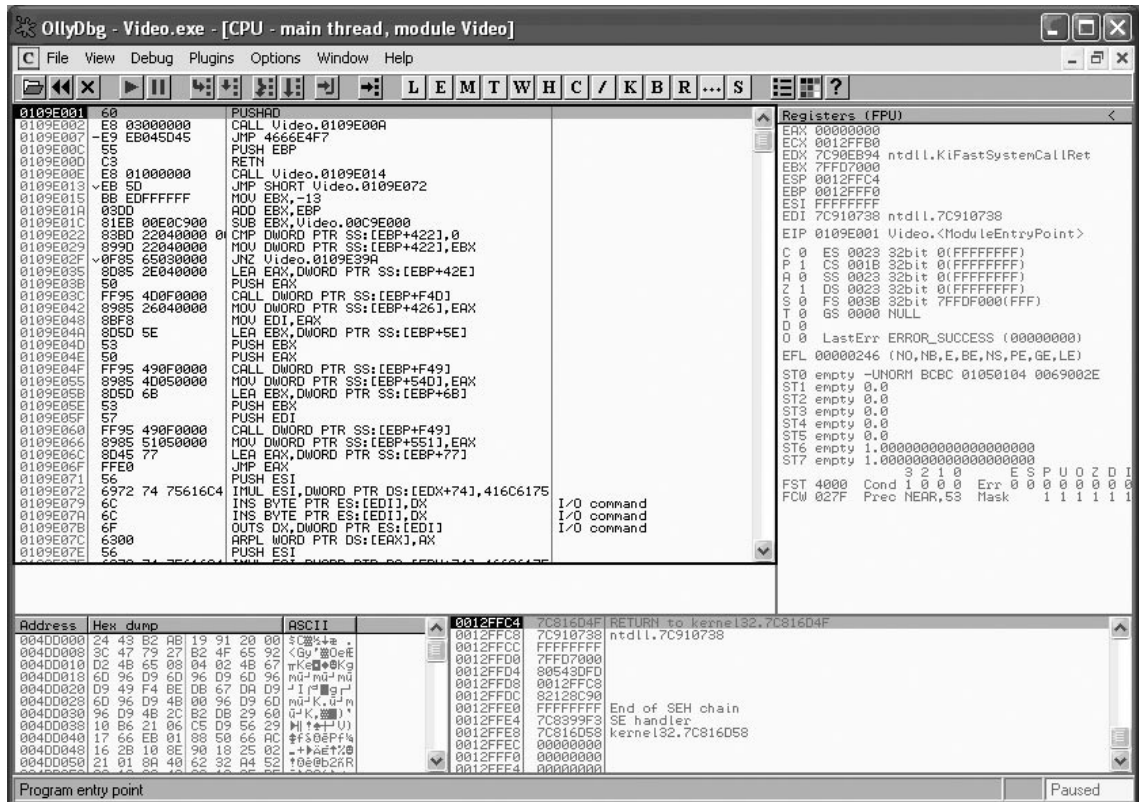 OllyDbg - Video.exe - [CPU - main thread, module Video]
C File View Debug Plugins Options Window Help
L E M T W H C / K B R ... S ?
0109E001 60 PUSHAD
0109E002 E8 03000000 CALL Video.0109E00A
0109E007 -E9 EB045D45 JMP 4666E4F7
0109E00C 55 PUSH EBP
0109E00D C3 RETN
0109E00E E8 01000000 CALL Video.0109E014
0109E013 EB 5D JMP SHORT Video.0109E072
0109E015 BB EDFFFFFF MOV EBX,-13
0109E01A 03DD ADD EBX,EBP
0109E01C 81EB 00E0C900 SUB EBX,Video.00C9E000
0109E022 83BD 22040000 0 CMP DWORD PTR SS:[EBP+422],0
0109E029 899D 22040000 MOV DWORD PTR SS:[EBP+422],EBX
0109E02F 0F85 65030000 JNZ Video.0109E39A
0109E035 8D85 2E040000 LEA EAX,DWORD PTR SS:[EBP+42E]
0109E03B 50 PUSH EAX
0109E03C FF95 4D0F0000 CALL DWORD PTR SS:[EBP+F4D]
0109E042 8985 26040000 MOV DWORD PTR SS:[EBP+426],EAX
0109E048 8BF8 MOV EDI,EAX
0109E04A 8D5D 5E LEA EBX,DWORD PTR SS:[EBP+5E]
0109E04D 53 PUSH EBX
0109E04E 50 PUSH EAX
0109E04F FF95 490F0000 CALL DWORD PTR SS:[EBP+F49]
0109E055 8985 4D050000 MOV DWORD PTR SS:[EBP+54D],EAX
0109E05B 8D5D 6B LEA EBX,DWORD PTR SS:[EBP+6B]
0109E05E 53 PUSH EBX
0109E05F 57 PUSH EDI
0109E060 FF95 490F0000 CALL DWORD PTR SS:[EBP+F49]
0109E066 8985 51050000 MOV DWORD PTR SS:[EBP+551],EAX
0109E06C 8D45 77 LEA EAX,DWORD PTR SS:[EBP+77]
0109E06F FFE0 JMP EAX
0109E071 56 PUSH ESI
0109E072 6972 74 75616C4 IMUL ESI,DWORD PTR DS:[EDX+74],416C6175
0109E079 6C INS BYTE PTR ES:[EDI],DX I/O command
0109E07A 6C INS BYTE PTR ES:[EDI],DX I/O command
0109E07B 6F OUTS DX,DWORD PTR ES:[EDI] I/O command
0109E07C 6300 ARPL WORD PTR DS:[EAX],AX
0109E07E 56 PUSH ESI
Registers (FPU) <
EAX 00000000
ECX 0012FFB0
EDX 7C90EB94 ntdll.KiFastSystemCallRet
EBX 7FFD7000
ESP 0012FFC4
EBP 0012FFF0
ESI FFFFFFFF
EDI 7C910738 ntdll.7C910738
EIP 0109E001 Video.<ModuleEntryPoint>
C 0 ES 0023 32bit 0(FFFFFFFF)
P 1 CS 001B 32bit 0(FFFFFFFF)
A 0 SS 0023 32bit 0(FFFFFFFF)
Z 1 DS 0023 32bit 0(FFFFFFFF)
S 0 FS 003B 32bit 7FFDF000(FFF)
T 0 GS 0000 NULL
D 0
O 0 LastErr ERROR_SUCCESS (00000000)
EFL 00000246 (NO,NB,E,BE,NS,PE,GE,LE)
ST0 empty -UNORM BCBC 01050104 0069002E
ST1 empty 0.0
ST2 empty 0.0
ST3 empty 0.0
ST4 empty 0.0
ST5 empty 0.0
ST6 empty 1.0000000000000000000
ST7 empty 1.0000000000000000000
3 2 1 0 E S P U O Z D I
FST 4000 Cond 1 0 0 0 Err 0 0 0 0 0 0 0 0
FCW 027F Prec NEAR,53 Mask 1 1 1 1 1 1
Address Hex dump ASCII
004DD000 24 43 B2 AB 19 91 20 00
004DD008 3C 47 79 27 B2 4F 65 92
004DD010 D2 4B 65 08 04 02 4B 67
004DD018 6D 96 D9 6D 96 D9 6D 96
004DD020 D9 49 F4 BE DB 67 DA D9
004DD028 6D 96 D9 4B 00 96 D9 6D
004DD030 96 D9 4B 2C B2 DB 29 60
004DD038 10 B6 21 06 C5 D9 56 29
004DD040 17 66 EB 01 88 50 66 AC
004DD048 16 2B 10 8E 90 18 25 02
004DD050 21 01 8A 40 62 32 A4 52
0012FFC4 7C816D4F RETURN to kernel32.7C816D4F
0012FFC8 7C910738 ntdll.7C910738
0012FFCC FFFFFFFF
0012FFD0 7FFD7000
0012FFD4 80543DFD
0012FFD8 0012FFC8
0012FFDC 82128C90
0012FFE0 FFFFFFFF End of SEH chain
0012FFE4 7C8399F3 SE handler
0012FFE8 7C816D58 kernel32.7C816D58
0012FFEC 00000000
0012FFF0 00000000
0012FFF4 00000000
Program entry point
Paused